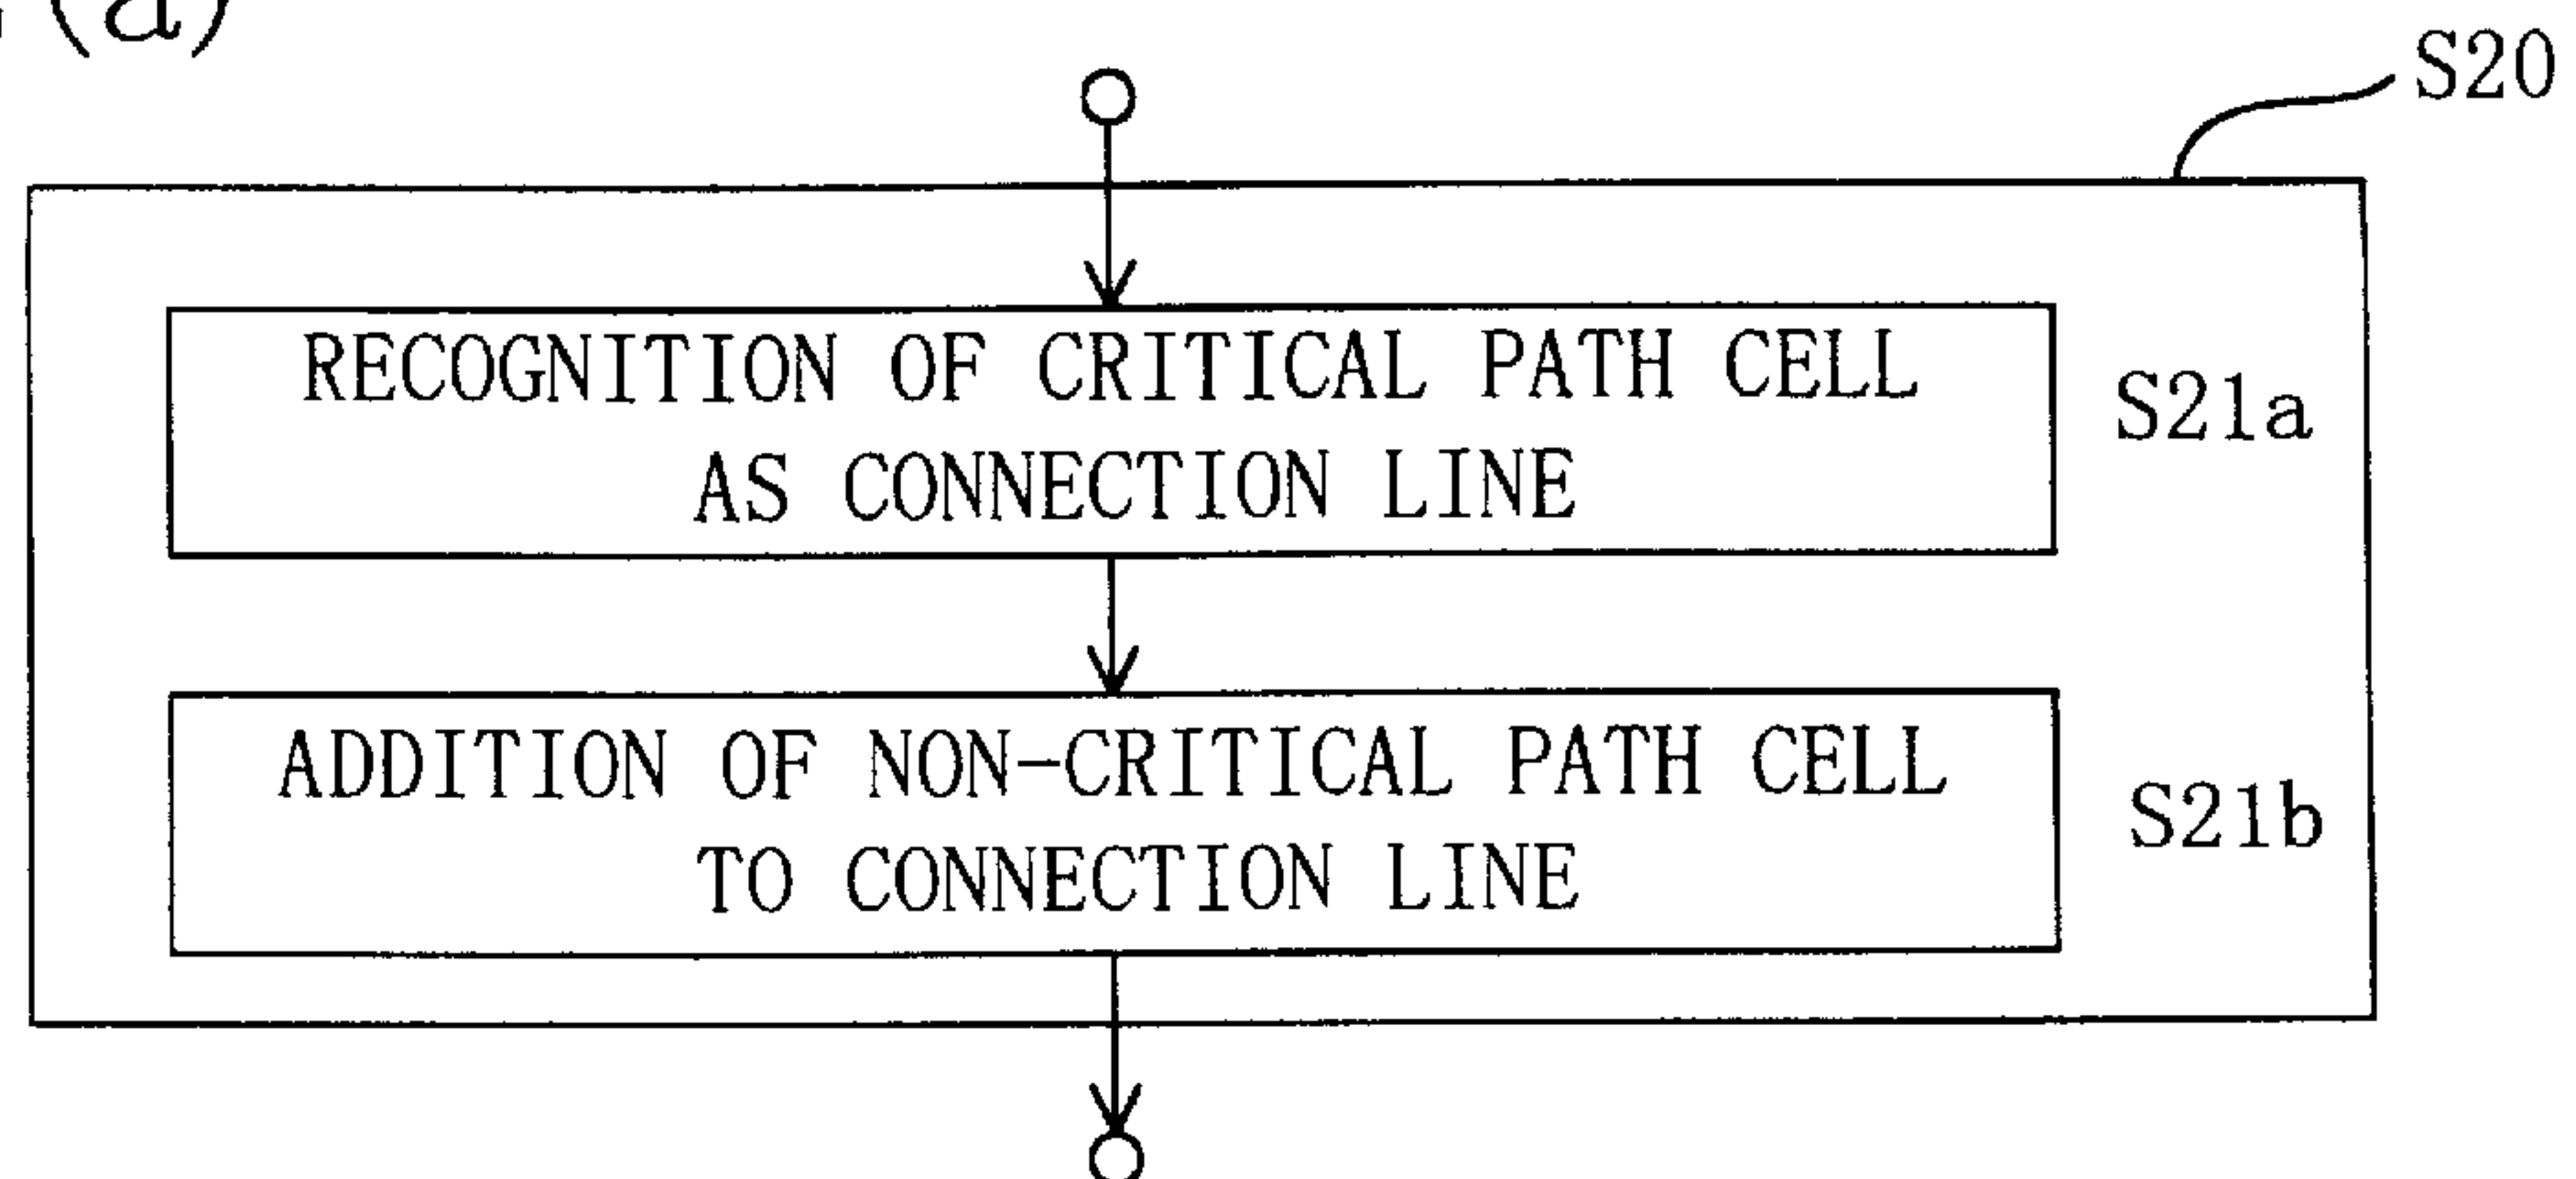 (a)
S20
RECOGNITION OF CRITICAL PATH CELL
AS CONNECTION LINE
S21a
ADDITION OF NON-CRITICAL PATH CELL
TO CONNECTION LINE
S21b